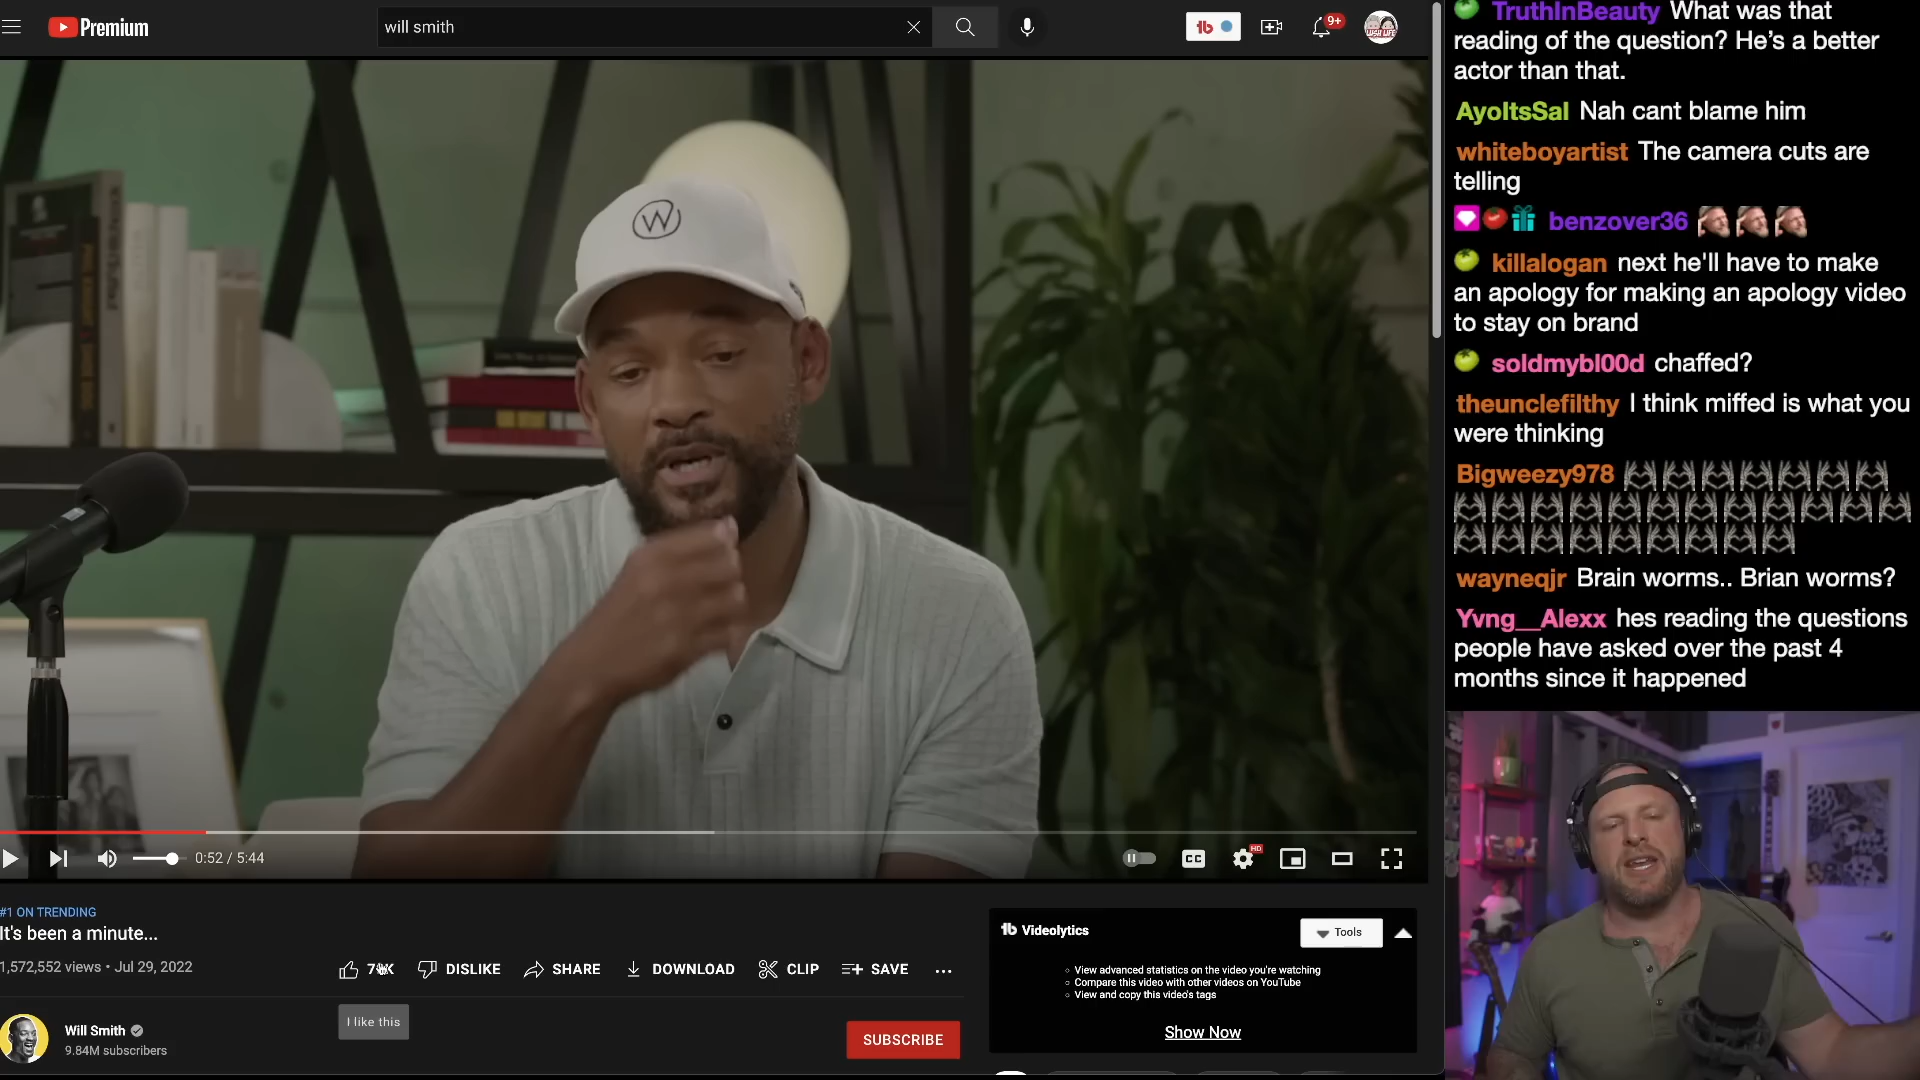 Premium
will smith
9+
W
0:52 / 5:44
CC
HD
#1 ON TRENDING
It's been a minute...
1,572,552 views • Jul 29, 2022
DISLIKE
SHARE
DOWNLOAD
CLIP
SAVE
I like this
Will Smith
9.84M subscribers
SUBSCRIBE
Videolytics
Tools
View advanced statistics on the video you're watching
Compare this video with other videos on YouTube
View and copy this video's tags
Show Now
TruthInBeauty What was that
reading of the question? He's a better
actor than that.
AyoItsSal Nah cant blame him
whiteboyartist The camera cuts are
telling
benzover36
killalogan next he'll have to make
an apology for making an apology video
to stay on brand
soldmybl00d chaffed?
theunclefilthy I think miffed is what you
were thinking
Bigweezy978
wayneqjr Brain worms.. Brian worms?
Yvng__Alexx hes reading the questions
people have asked over the past 4
months since it happened